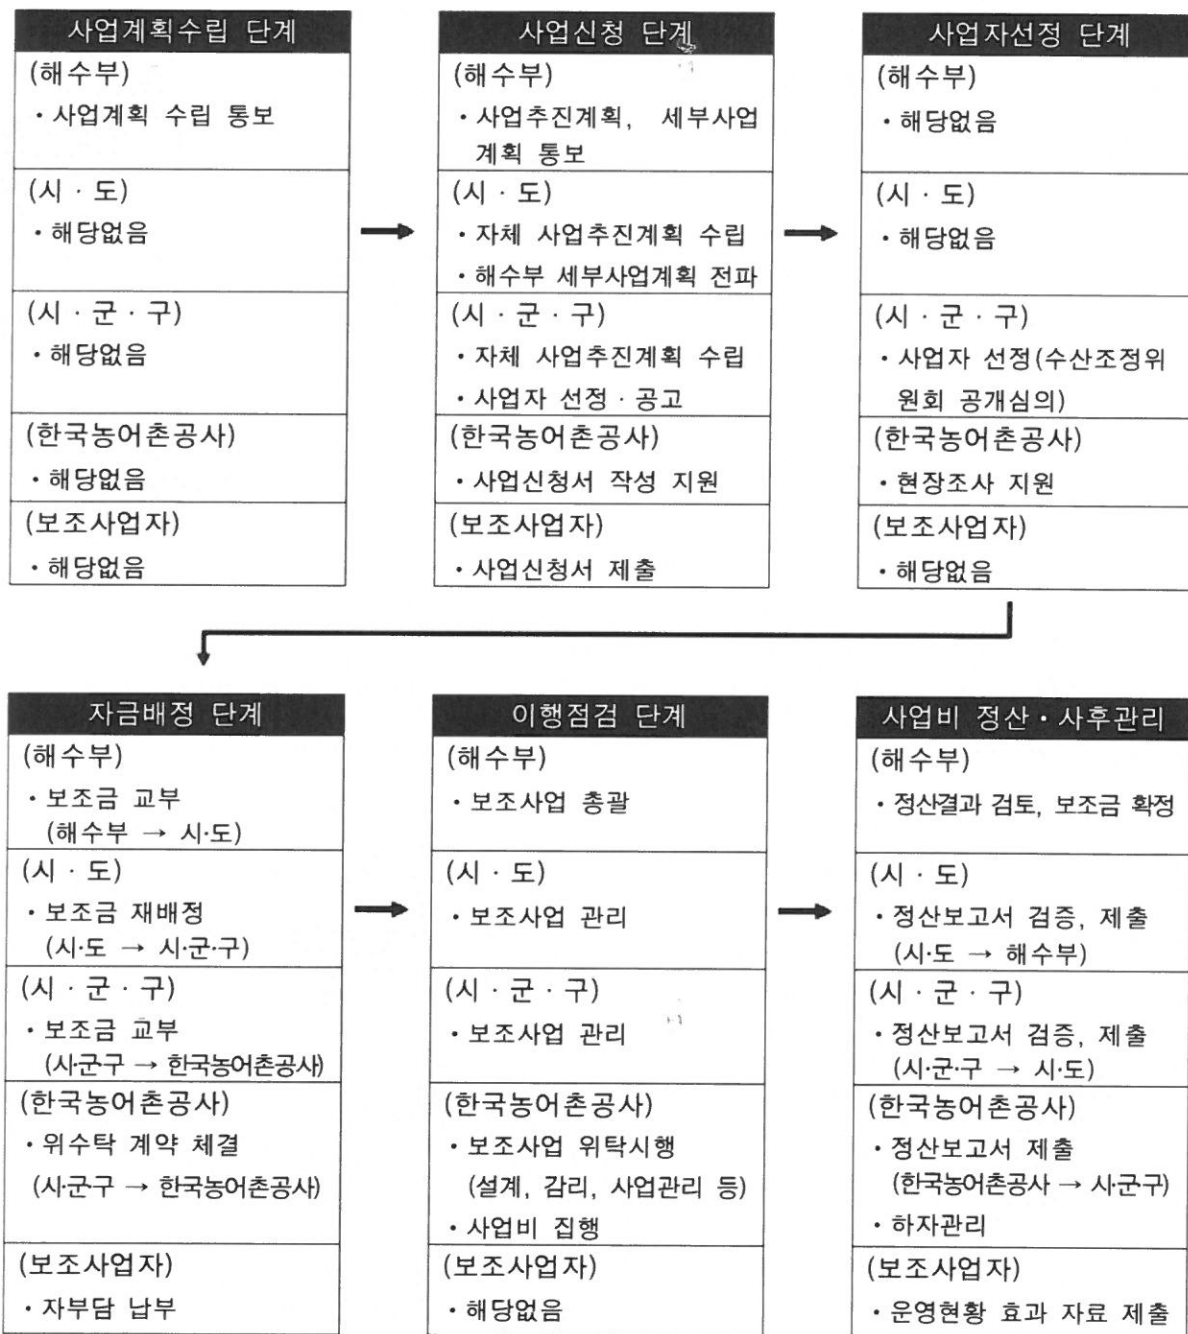 사업계획수립 단계
(해수부)
・사업계획 수립 통보
(시 · 도)
・해당없음
(시 · 군 · 구)
・해당없음
(한국농어촌공사)
・해당없음
(보조사업자)
・해당없음
사업신청 단계
(해수부)
・사업추진계획, 세부사업
계획 통보
(시 · 도)
・자체 사업추진계획 수립
・해수부 세부사업계획 전파
(시 · 군 · 구)
・자체 사업추진계획 수립
・사업자 선정 · 공고
(한국농어촌공사)
・사업신청서 작성 지원
(보조사업자)
・사업신청서 제출
사업자선정 단계
(해수부)
・해당없음
(시 · 도)
・해당없음
(시 · 군 · 구)
・사업자 선정(수산조정위
원회 공개심의)
(한국농어촌공사)
・현장조사 지원
(보조사업자)
・해당없음
자금배정 단계
(해수부)
・보조금 교부
(해수부 → 시·도)
(시 · 도)
・보조금 재배정
(시·도 → 시·군·구)
(시 · 군 · 구)
・보조금 교부
(시·군구 → 한국농어촌공사)
(한국농어촌공사)
・위수탁 계약 체결
(시·군구 → 한국농어촌공사)
(보조사업자)
・자부담 납부
이행점검 단계
(해수부)
・보조사업 총괄
(시 · 도)
・보조사업 관리
(시 · 군 · 구)
・보조사업 관리
(한국농어촌공사)
・보조사업 위탁시행
(설계, 감리, 사업관리 등)
・사업비 집행
(보조사업자)
・해당없음
사업비 정산・사후관리
(해수부)
・정산결과 검토, 보조금 확정
(시 · 도)
・정산보고서 검증, 제출
(시·도 → 해수부)
(시 · 군 · 구)
・정산보고서 검증, 제출
(시·군·구 → 시·도)
(한국농어촌공사)
・정산보고서 제출
(한국농어촌공사 → 시·군구)
・하자관리
(보조사업자)
・운영현황 효과 자료 제출